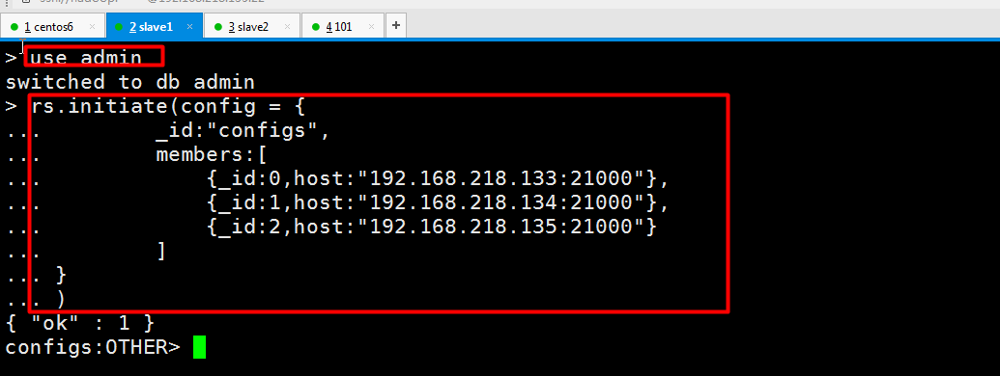 1 centos6
2 slave1
3 slave2
4 101
> use admin
switched to db admin
> rs.initiate(config = {
... _id:"configs",
... members:[
... {_id:0,host:"192.168.218.133:21000"},
... {_id:1,host:"192.168.218.134:21000"},
... {_id:2,host:"192.168.218.135:21000"}
... ]
... }
... )
{ "ok" : 1 }
configs:OTHER>